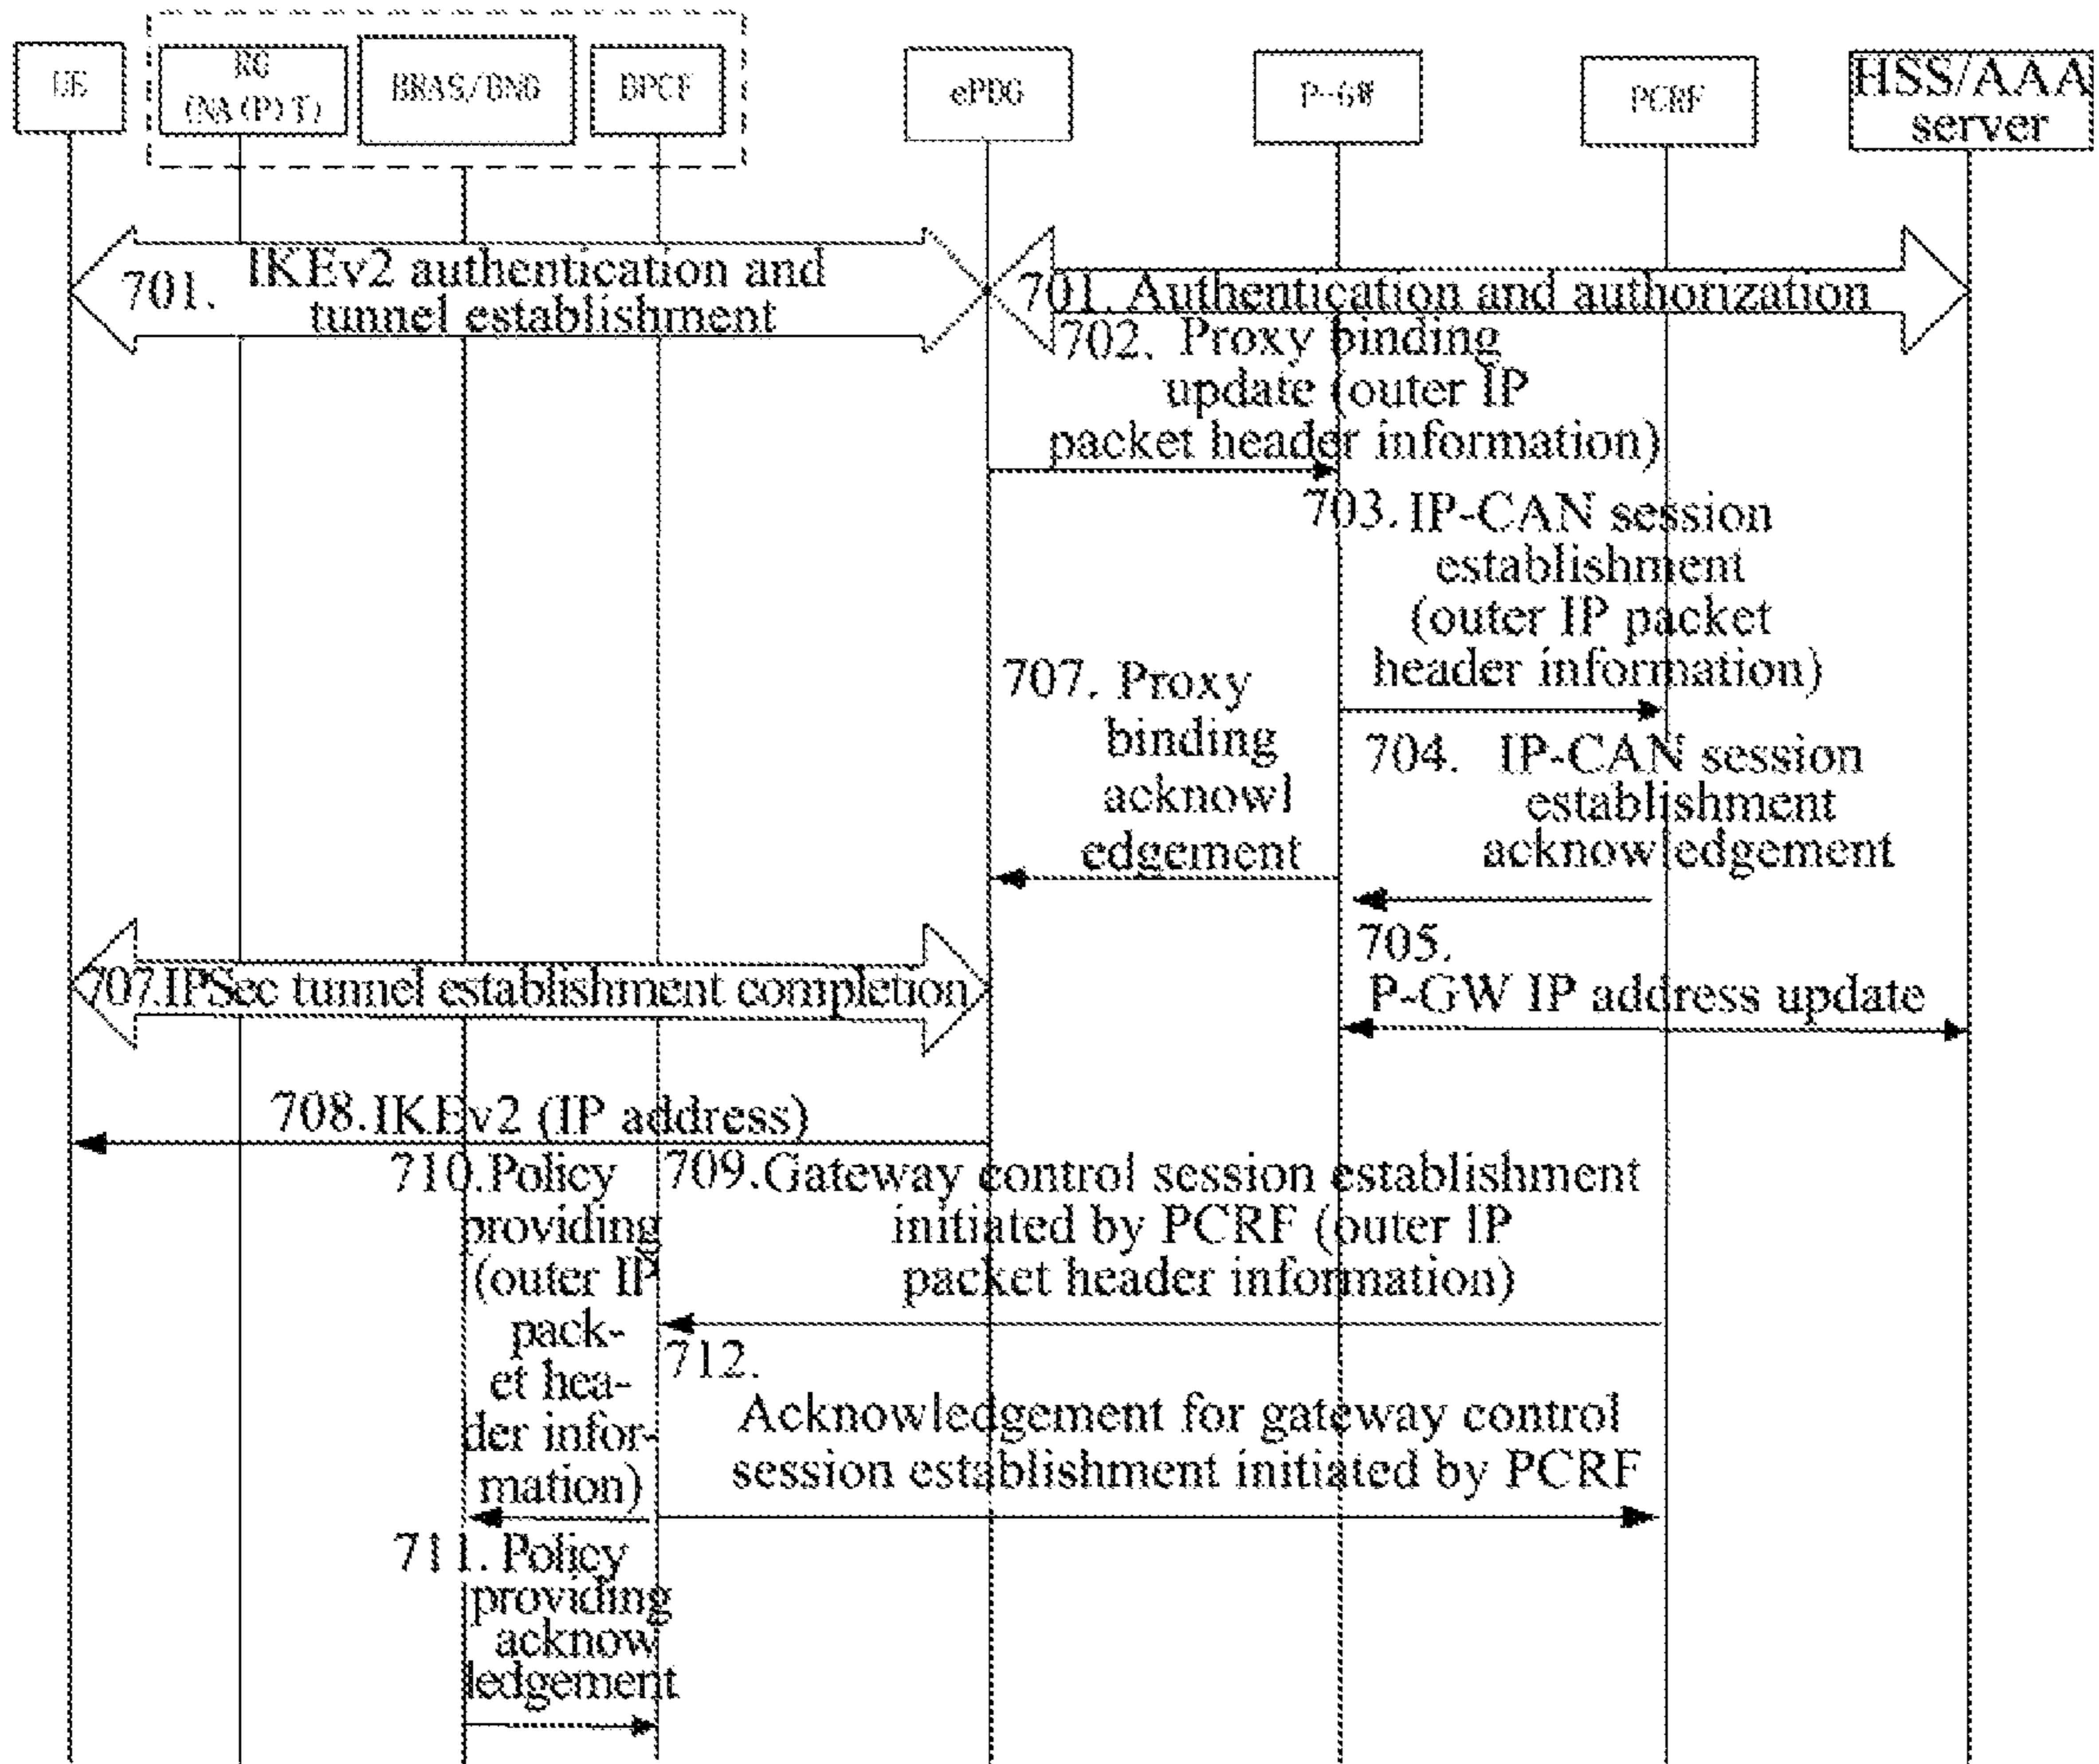 UE
RG
(NA(P)T)
BRAS/BNG
BPCF
ePDG
P-GW
PCRF
HSS/AAA
server
701. IKEv2 authentication and
tunnel establishment
701. Authentication and authorization
702. Proxy binding
update (outer IP
packet header information)
703. IP-CAN session
establishment
(outer IP packet
header information)
707. Proxy
binding
acknowl
edgement
704. IP-CAN session
establishment
acknowledgement
705.
P-GW IP address update
707.IPSec tunnel establishment completion
708.IKEv2 (IP address)
709.Gateway control session establishment
initiated by PCRF (outer IP
packet header information)
710.Policy
providing
(outer IP
pack-
et hea-
der infor-
mation)
712.
Acknowledgement for gateway control
session establishment initiated by PCRF
711. Policy
providing
acknow
ledgement